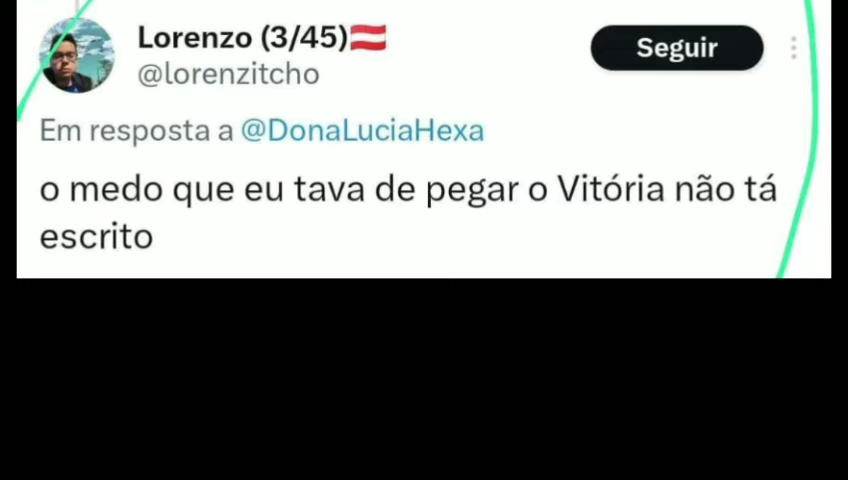 Lorenzo (3/45)🇦🇹
Seguir
@lorenzitcho
Em resposta a @DonaLuciaHexa
o medo que eu tava de pegar o Vitória não tá
escrito